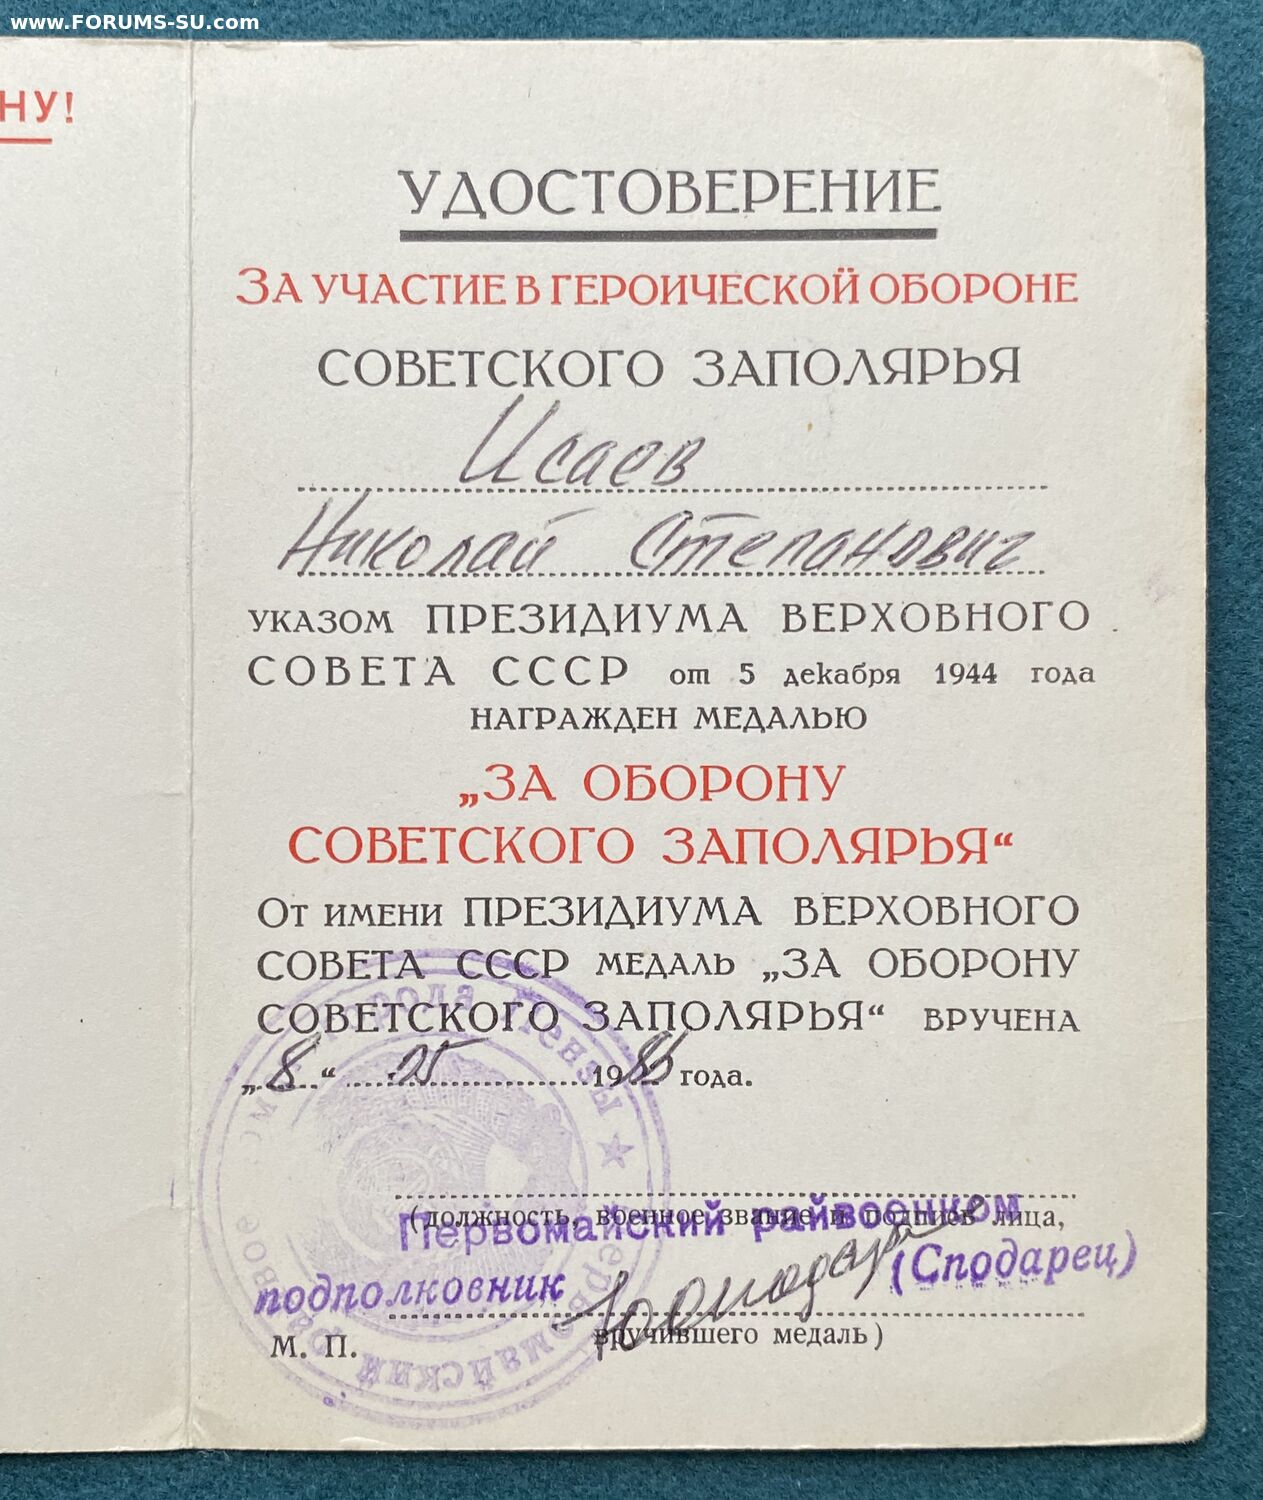 www.FORUMS-SU.com
НУ!
УДОСТОВЕРЕНИЕ
ЗА УЧАСТИЕ В ГЕРОИЧЕСКОЙ ОБОРОНЕ
СОВЕТСКОГО ЗАПОЛЯРЬЯ
Исаев
Николай Степанович
УКАЗОМ ПРЕЗИДИУМА ВЕРХОВНОГО
СОВЕТА СССР от 5 декабря 1944 года
НАГРАЖДЕН МЕДАЛЬЮ
„ЗА ОБОРОНУ
СОВЕТСКОГО ЗАПОЛЯРЬЯ“
ОТ ИМЕНИ ПРЕЗИДИУМА ВЕРХОВНОГО
СОВЕТА СССР МЕДАЛЬ „ЗА ОБОРОНУ
СОВЕТСКОГО ЗАПОЛЯРЬЯ“ ВРУЧЕНА
„8“ 19 года.
(должность, военное звание и подпись лица,
Первомайский райвоенком
подполковник (Сподарец)
М. П. вручившего медаль)
Пензы ★